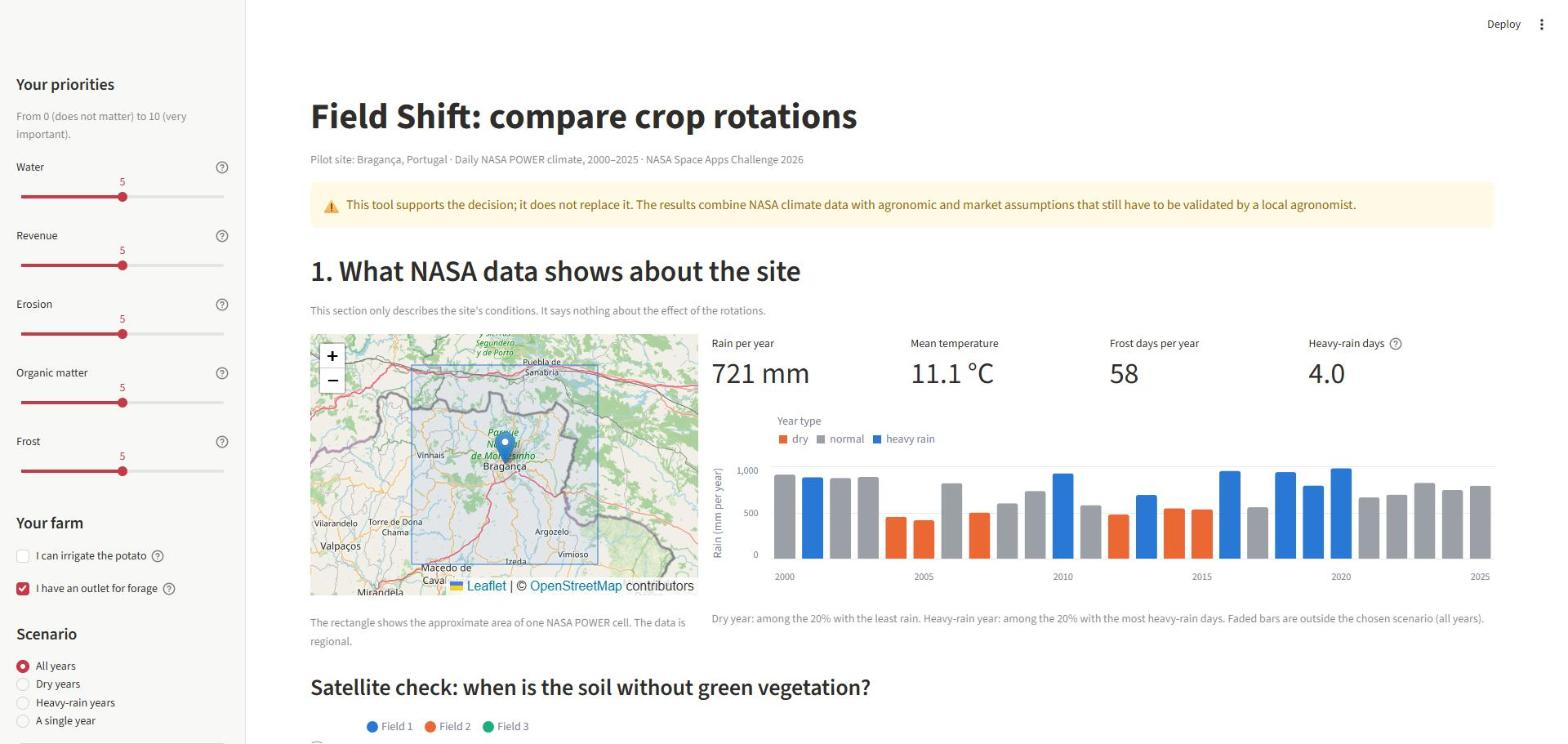 Deploy
Your priorities
From 0 (does not matter) to 10 (very
important).
Water
5
Revenue
5
Erosion
5
Organic matter
5
Frost
5
Your farm
I can irrigate the potato
I have an outlet for forage
Scenario
All years
Dry years
Heavy-rain years
A single year
Field Shift: compare crop rotations
Pilot site: Bragança, Portugal · Daily NASA POWER climate, 2000–2025 · NASA Space Apps Challenge 2026
This tool supports the decision; it does not replace it. The results combine NASA climate data with agronomic and market assumptions that still have to be validated by a local agronomist.
1. What NASA data shows about the site
This section only describes the site's conditions. It says nothing about the effect of the rotations.
+
−
Segundera
y de Porto
Puebla de
Sanabria
Vinhais
Bragança
Vilarandelo
Torre de Dona
Chama
Valpaços
Argozelo
Vimioso
Izeda
Macedo de
Mirandela
Leaflet | © OpenStreetMap contributors
The rectangle shows the approximate area of one NASA POWER cell. The data is
regional.
Rain per year
721 mm
Mean temperature
11.1 °C
Frost days per year
58
Heavy-rain days
4.0
Year type
dry normal heavy rain
Rain (mm per year)
1,000
500
0
2000 2005 2010 2015 2020 2025
Dry year: among the 20% with the least rain. Heavy-rain year: among the 20% with the most heavy-rain days. Faded bars are outside the chosen scenario (all years).
Satellite check: when is the soil without green vegetation?
Field 1 Field 2 Field 3